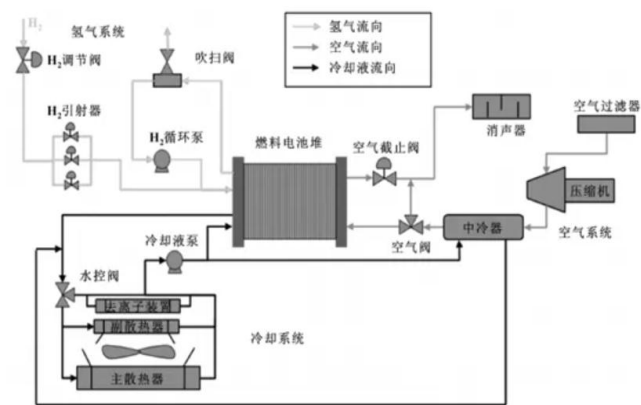 H₂
氢气系统
H₂调节阀
吹扫阀
氢气流向
空气流向
冷却液流向
H₂引射器
H₂循环泵
燃料电池堆
空气截止阀
消声器
空气过滤器
压缩机
中冷器
空气阀
空气系统
冷却液泵
水控阀
去离子装置
副散热器
主散热器
冷却系统